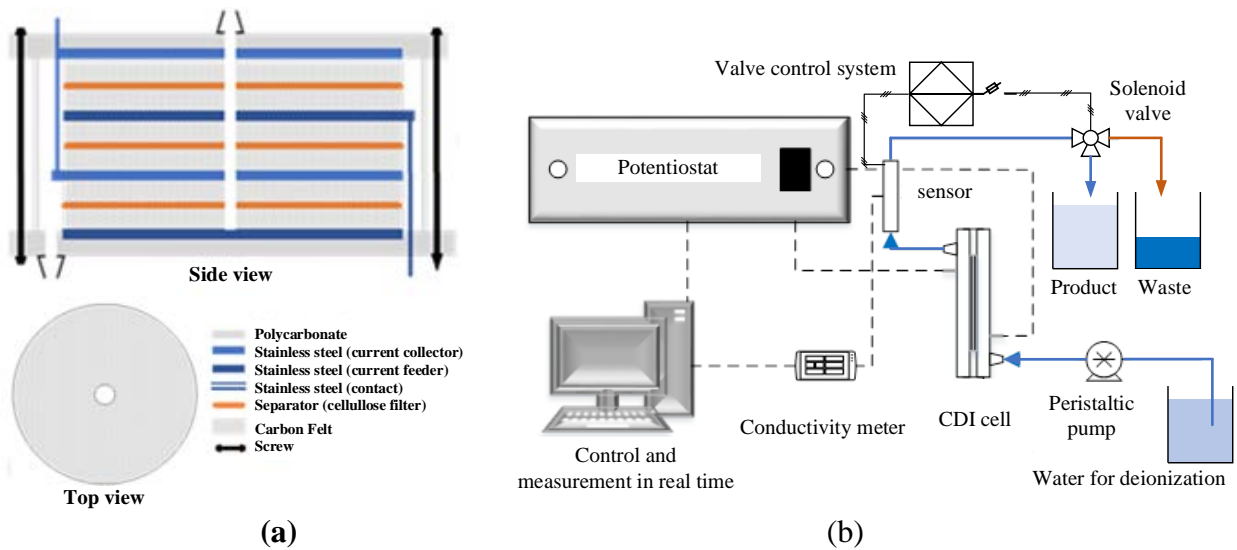 Side view
Polycarbonate
Stainless steel (current collector)
Stainless steel (current feeder)
Stainless steel (contact)
Separator (cellullose filter)
Carbon Felt
Screw
Top view
(a)
Valve control system
Solenoid
valve
Potentiostat
sensor
Product
Waste
Conductivity meter
CDI cell
Peristaltic
pump
Control and
measurement in real time
Water for deionization
(b)